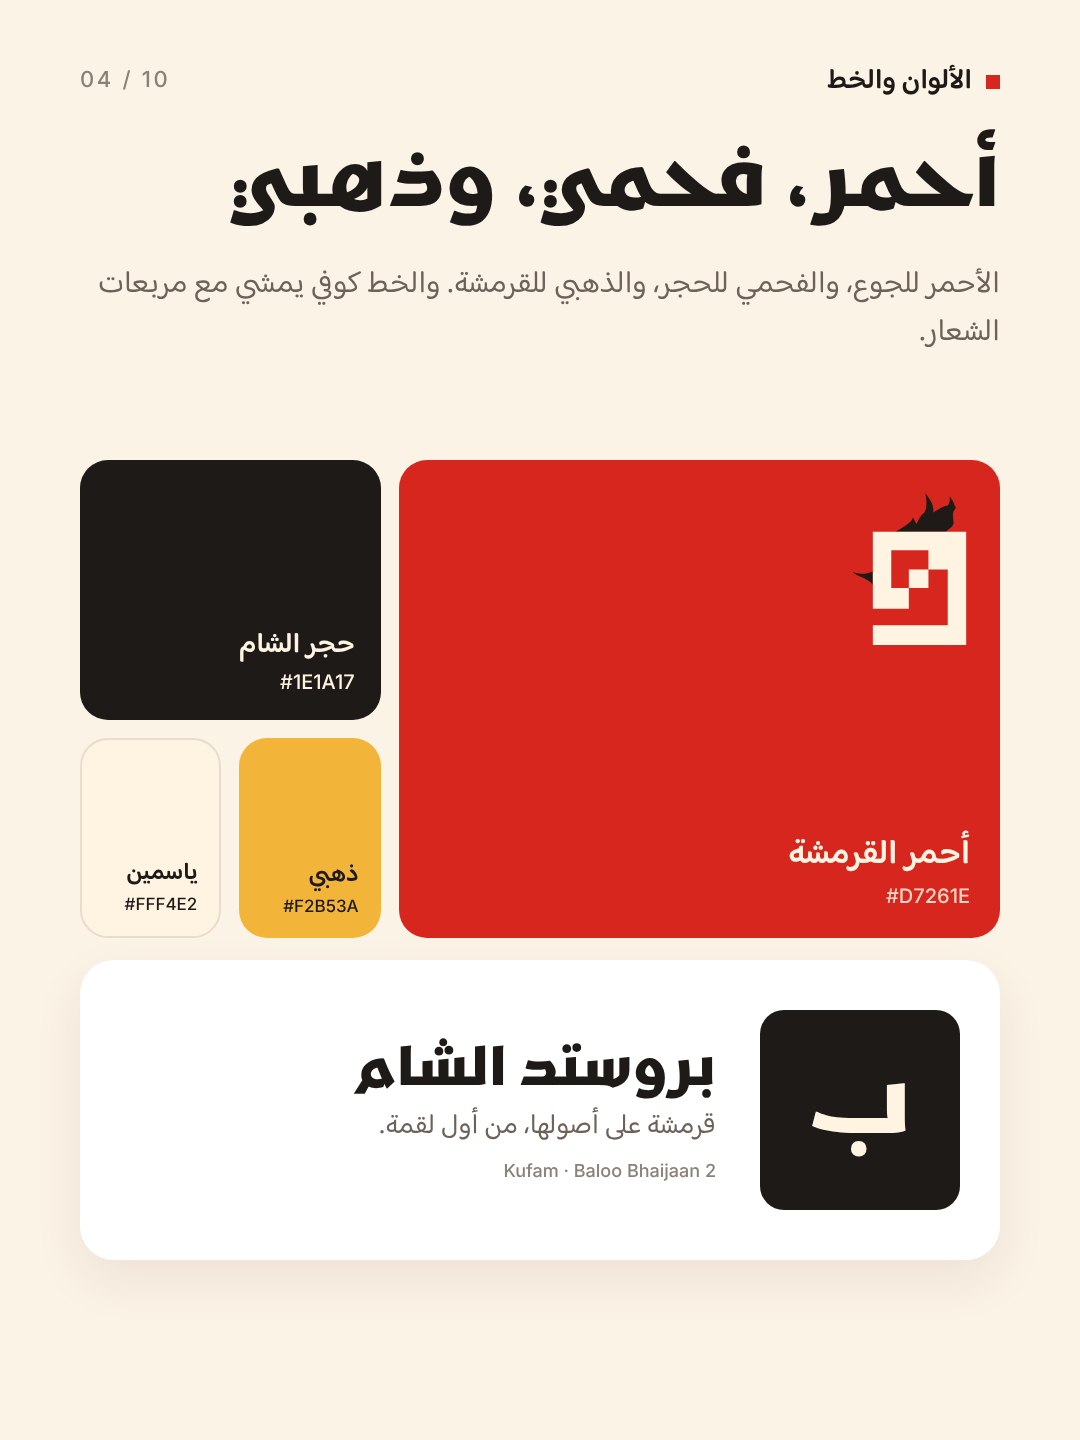 الألوان والخط
04 / 10
أحمر، فحمي، وذهبي
الأحمر للجوع، والفحمي للحجر، والذهبي للقرمشة. والخط كوفي يمشي مع مربعات
الشعار.
أحمر القرمشة
#D7261E
حجر الشام
#1E1A17
ذهبي
#F2B53A
ياسمين
#FFF4E2
ب
بروستد الشام
قرمشة على أصولها، من أول لقمة.
Kufam · Baloo Bhaijaan 2